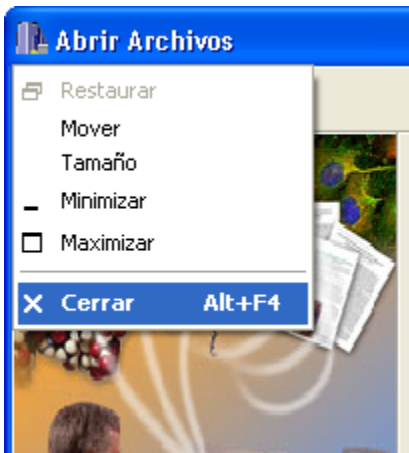 Abrir Archivos
Restaurar
Mover
Tamaño
Minimizar
Maximizar
Cerrar Alt+F4